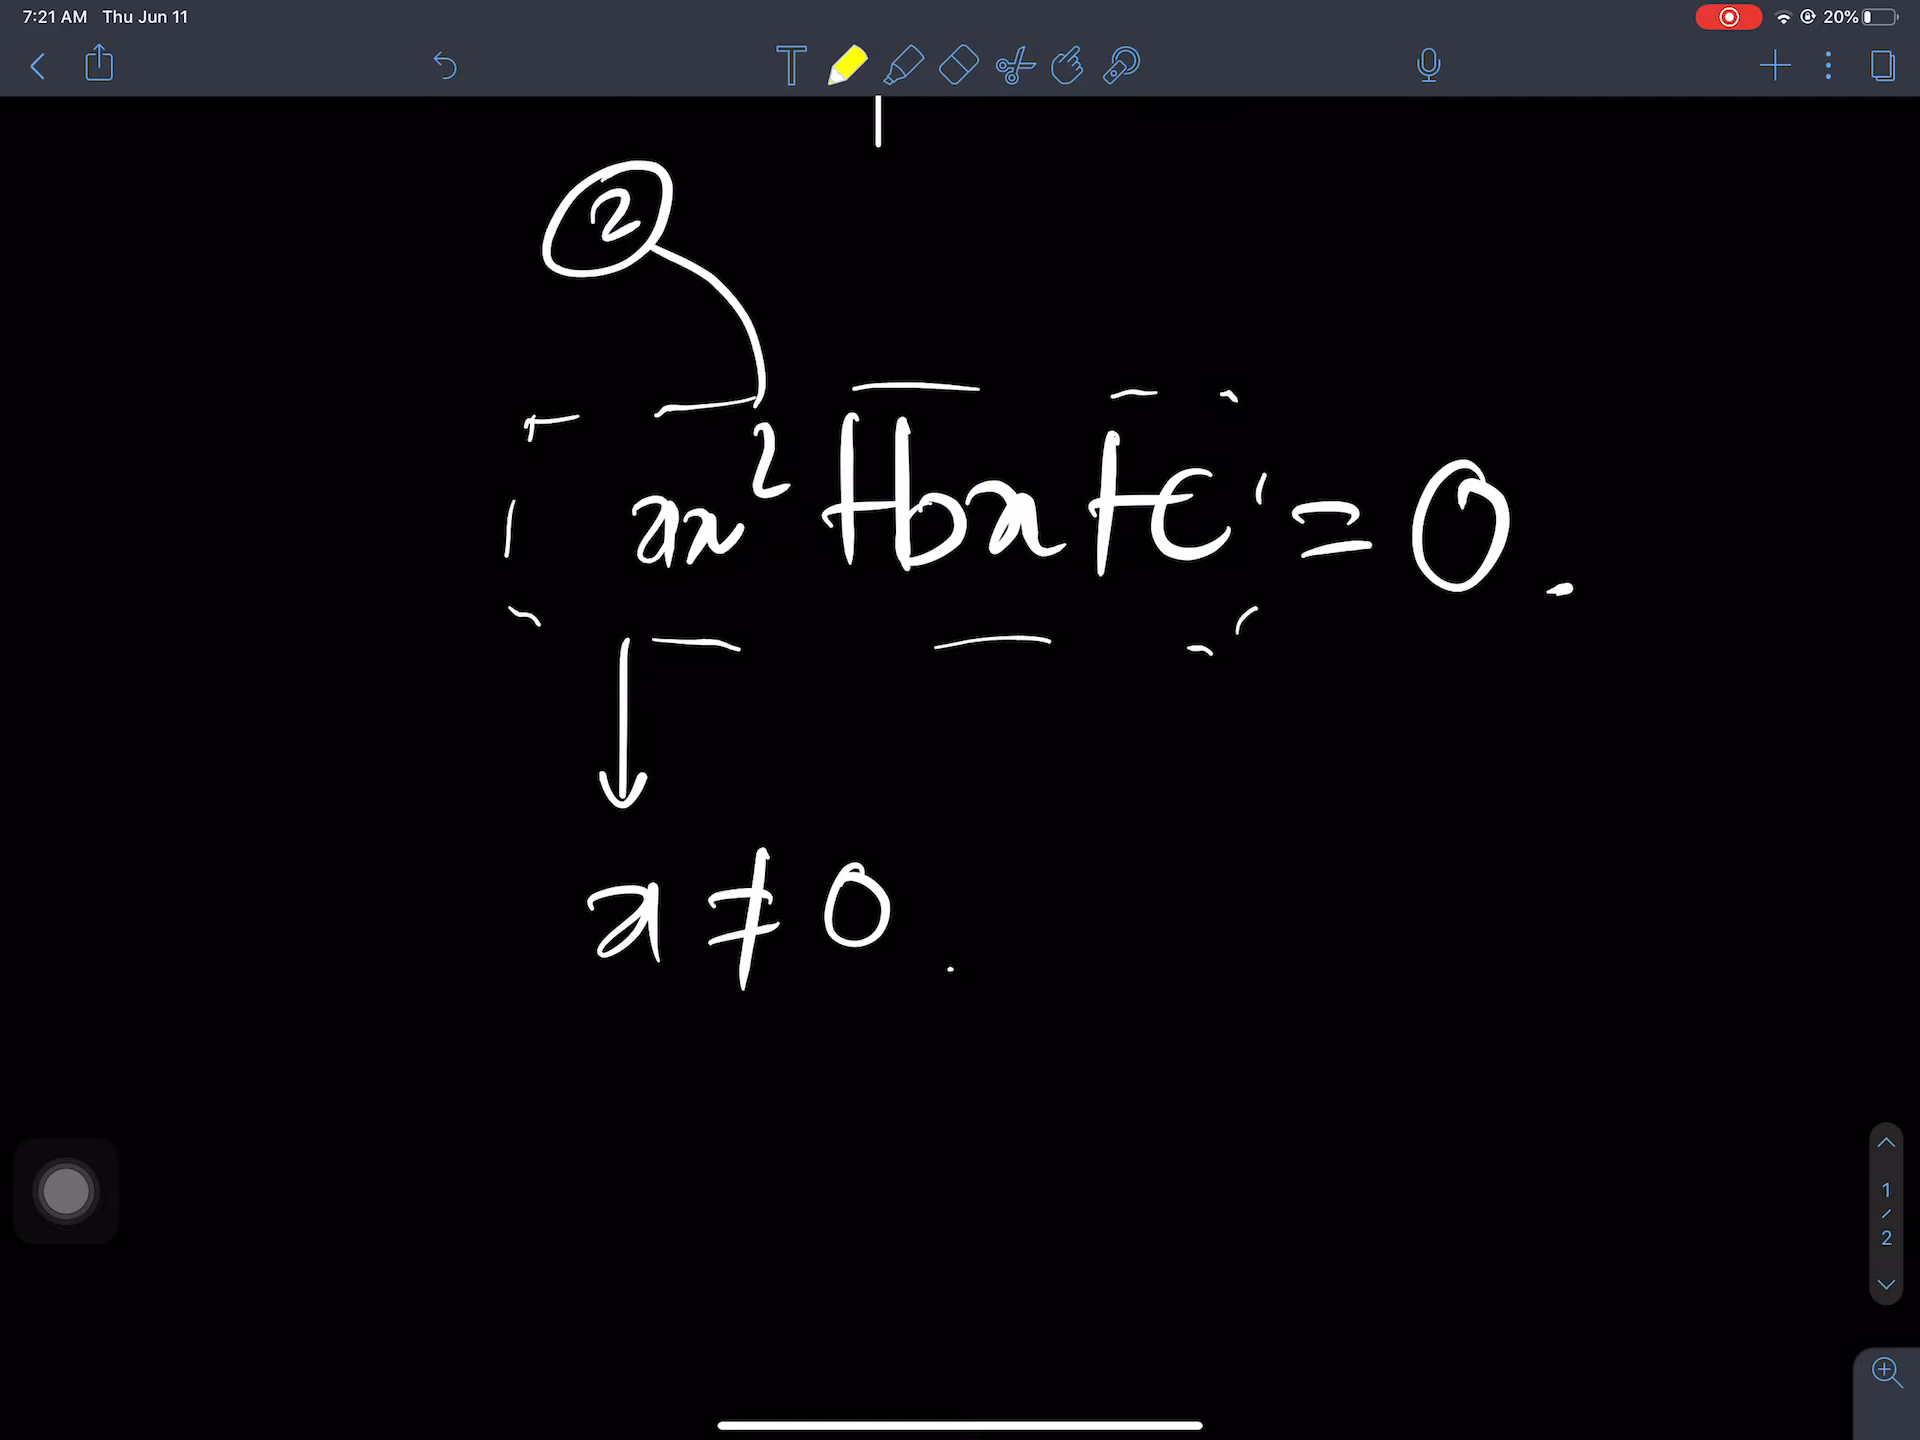 7:21 AM Thu Jun 11
20%
T
2
ax² + bx + c = 0.
a ≠ 0.
1
/
2